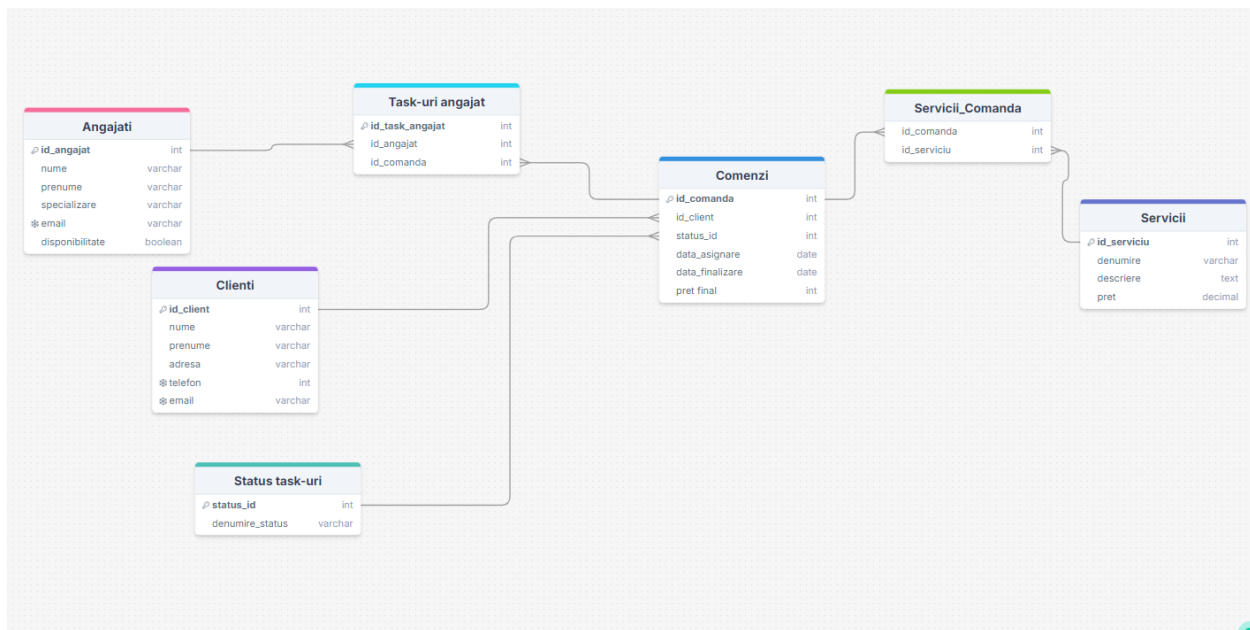 Angajati
id_angajat int
nume varchar
prenume varchar
specializare varchar
email varchar
disponibilitate boolean
Task-uri angajat
id_task_angajat int
id_angajat int
id_comanda int
Clienti
id_client int
nume varchar
prenume varchar
adresa varchar
telefon int
email varchar
Status task-uri
status_id int
denumire_status varchar
Comenzi
id_comanda int
id_client int
status_id int
data_asignare date
data_finalizare date
pret final int
Servicii_Comanda
id_comanda int
id_serviciu int
Servicii
id_serviciu int
denumire varchar
descriere text
pret decimal